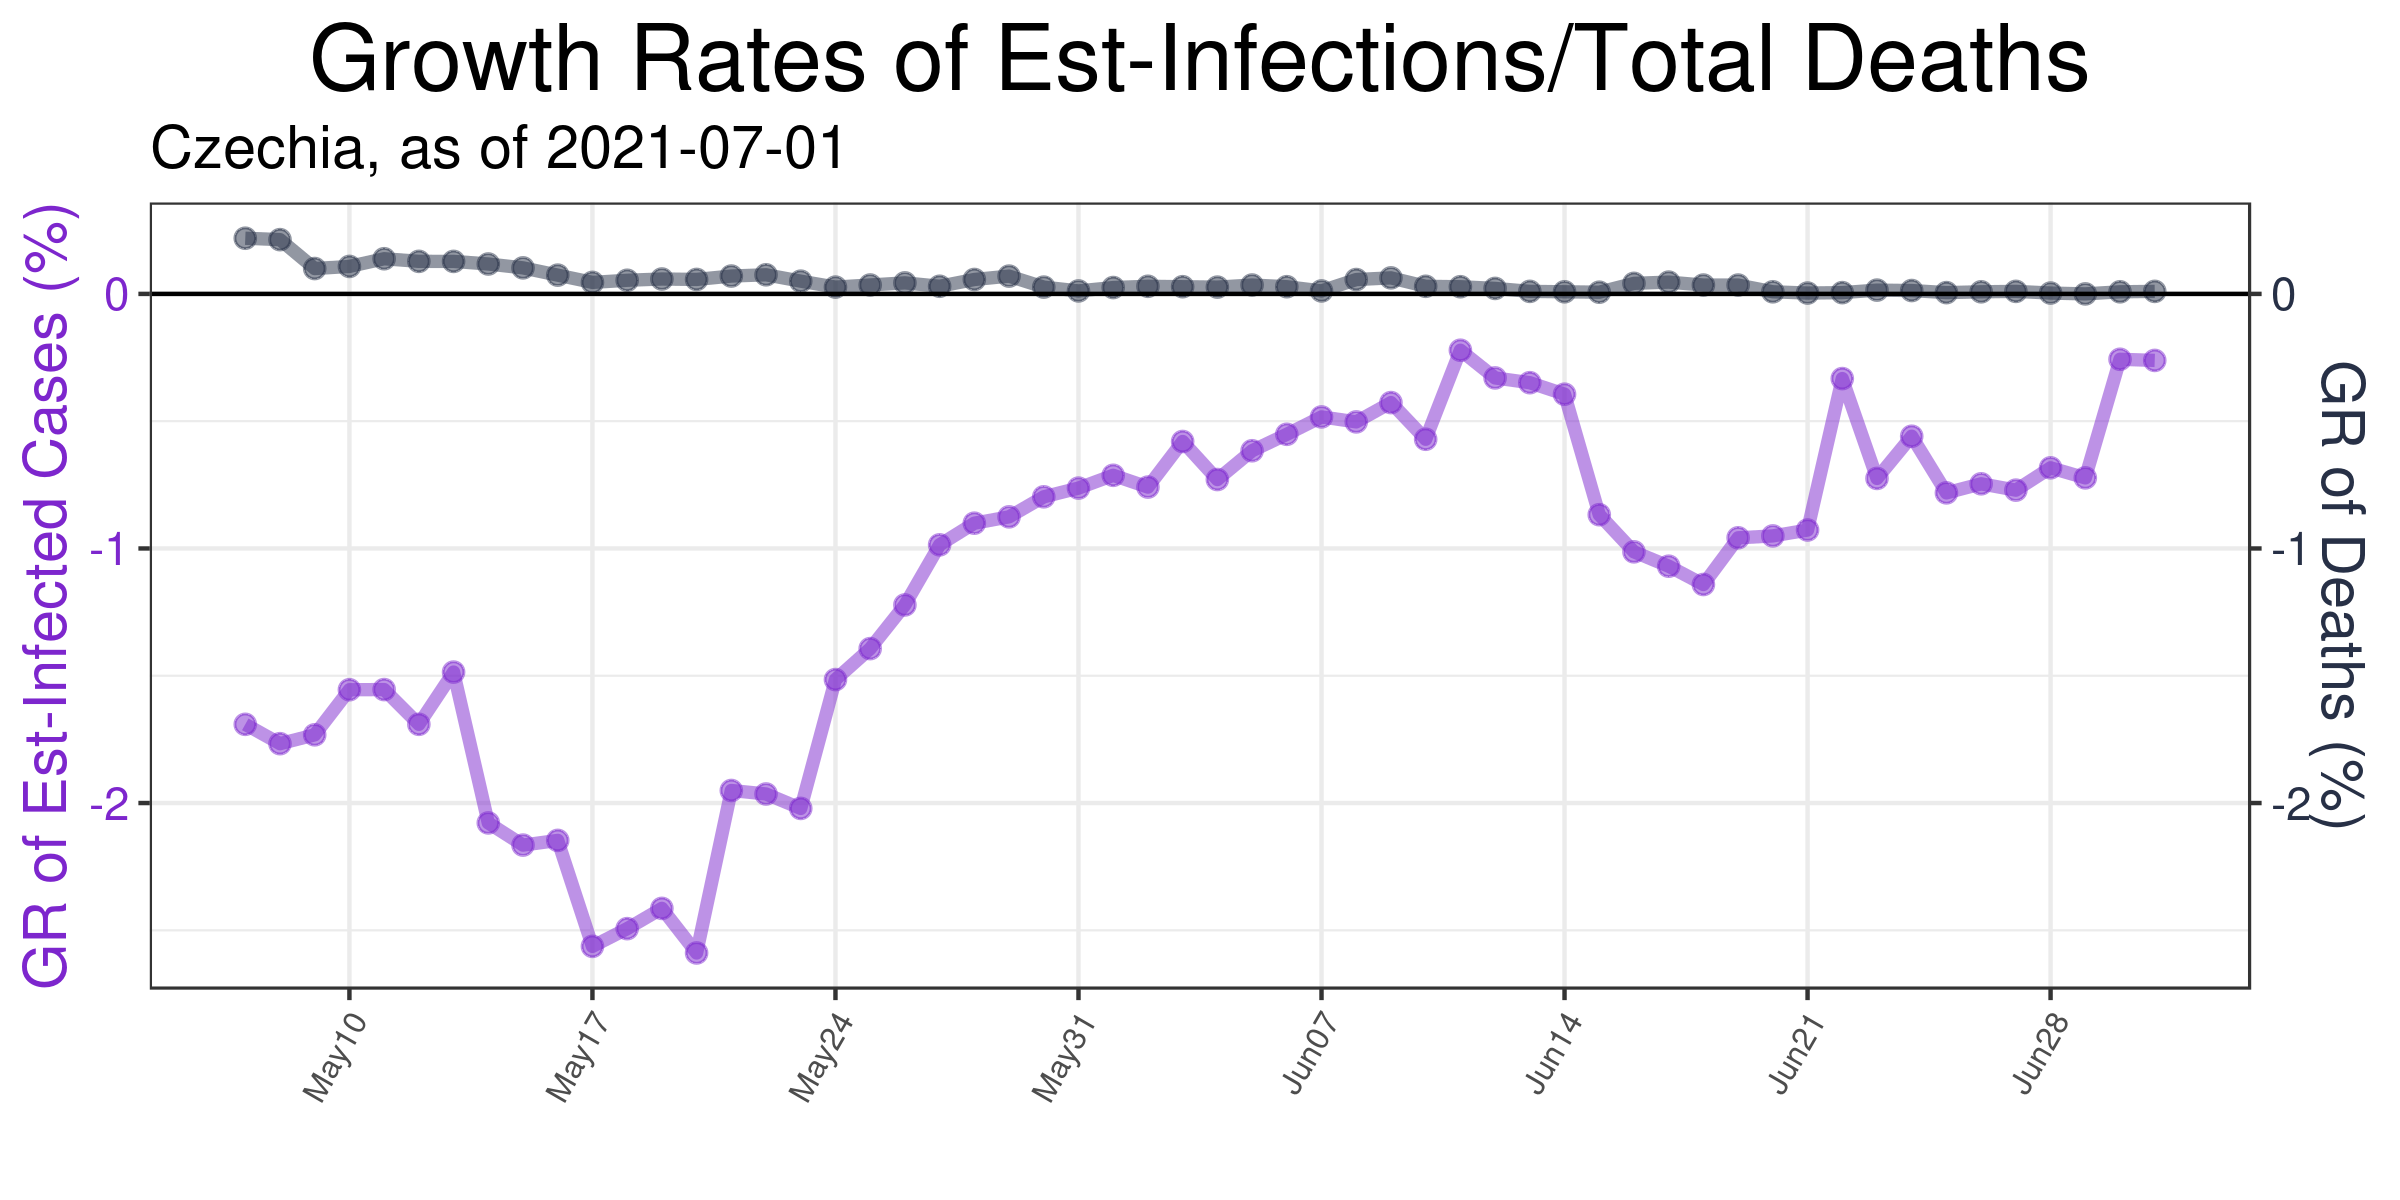 Growth Rates of Est-Infections/Total Deaths
Czechia, as of 2021-07-01
GR of Est-Infected Cases (%)
0
-1
-2
0
-1
-2
GR of Deaths (%)
May10
May17
May24
May31
Jun07
Jun14
Jun21
Jun28